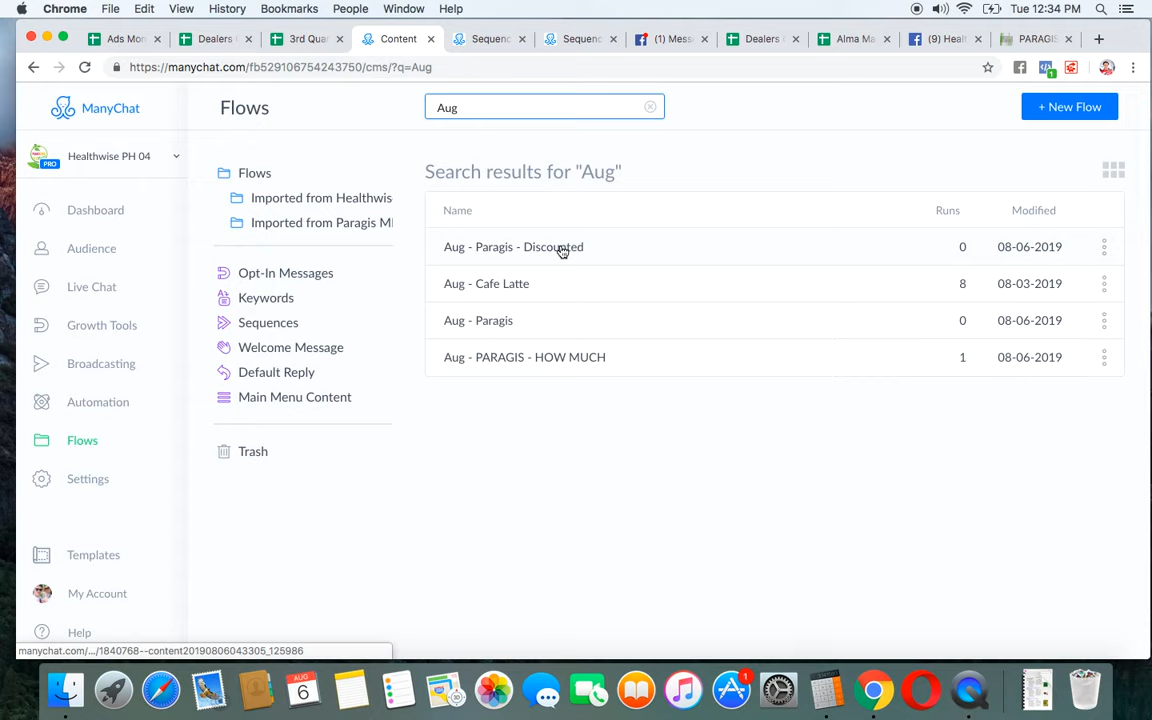 Chrome File Edit View History Bookmarks People Window Help Tue 12:34 PM
Ads Mon Dealers C 3rd Quar Content Sequenc Sequenc (1) Mess Dealers C Alma Ma (9) Healt PARAGIS
https://manychat.com/fb529106754243750/cms/?q=Aug
ManyChat
Flows
Aug
+ New Flow
PRO
Healthwise PH 04
Dashboard
Audience
Live Chat
Growth Tools
Broadcasting
Automation
Flows
Settings
Templates
My Account
Help
Flows
Imported from Healthwis
Imported from Paragis M
Opt-In Messages
Keywords
Sequences
Welcome Message
Default Reply
Main Menu Content
Trash
Search results for "Aug"
Name Runs Modified
Aug - Paragis - Discounted 0 08-06-2019
Aug - Cafe Latte 8 08-03-2019
Aug - Paragis 0 08-06-2019
Aug - PARAGIS - HOW MUCH 1 08-06-2019
manychat.com/.../1840768--content20190806043305_125986
AUG
6
1